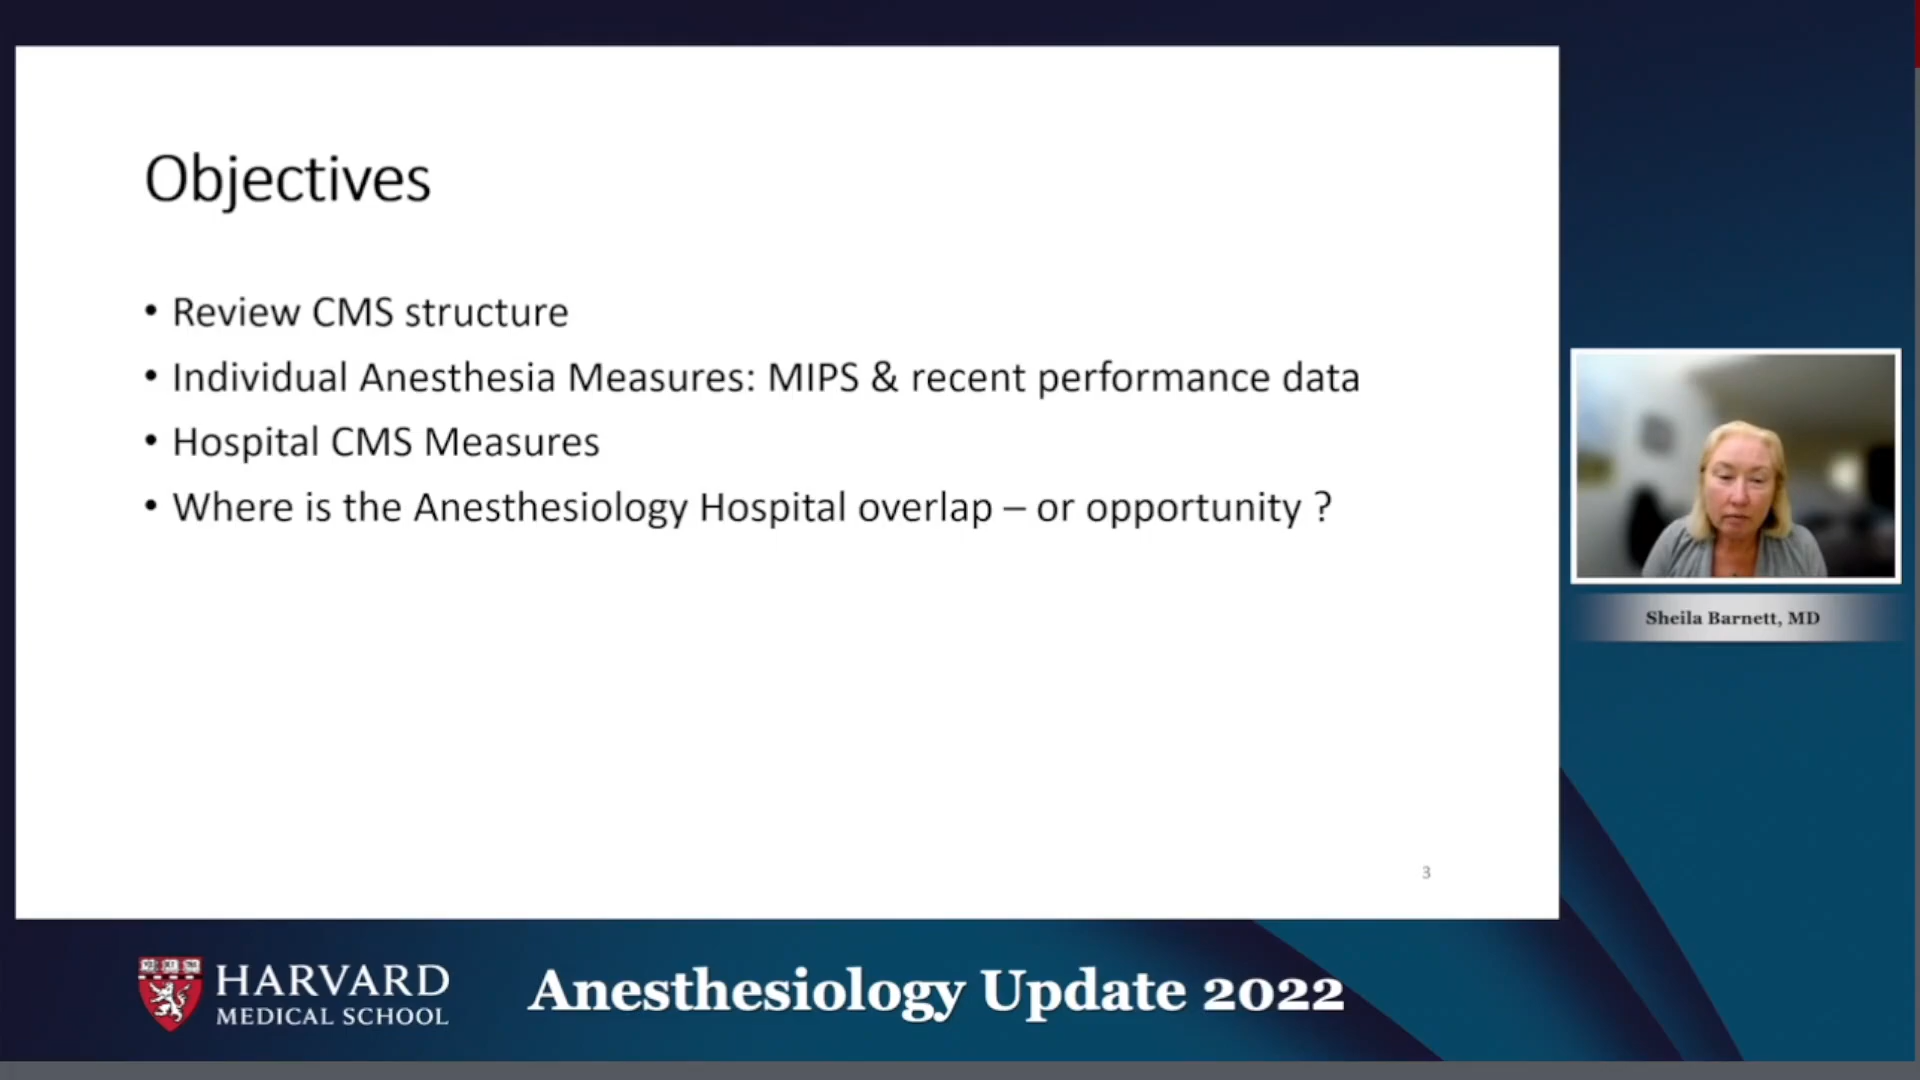 Objectives
• Review CMS structure
• Individual Anesthesia Measures: MIPS & recent performance data
• Hospital CMS Measures
• Where is the Anesthesiology Hospital overlap – or opportunity ?
3
Sheila Barnett, MD
HARVARD
MEDICAL SCHOOL
Anesthesiology Update 2022